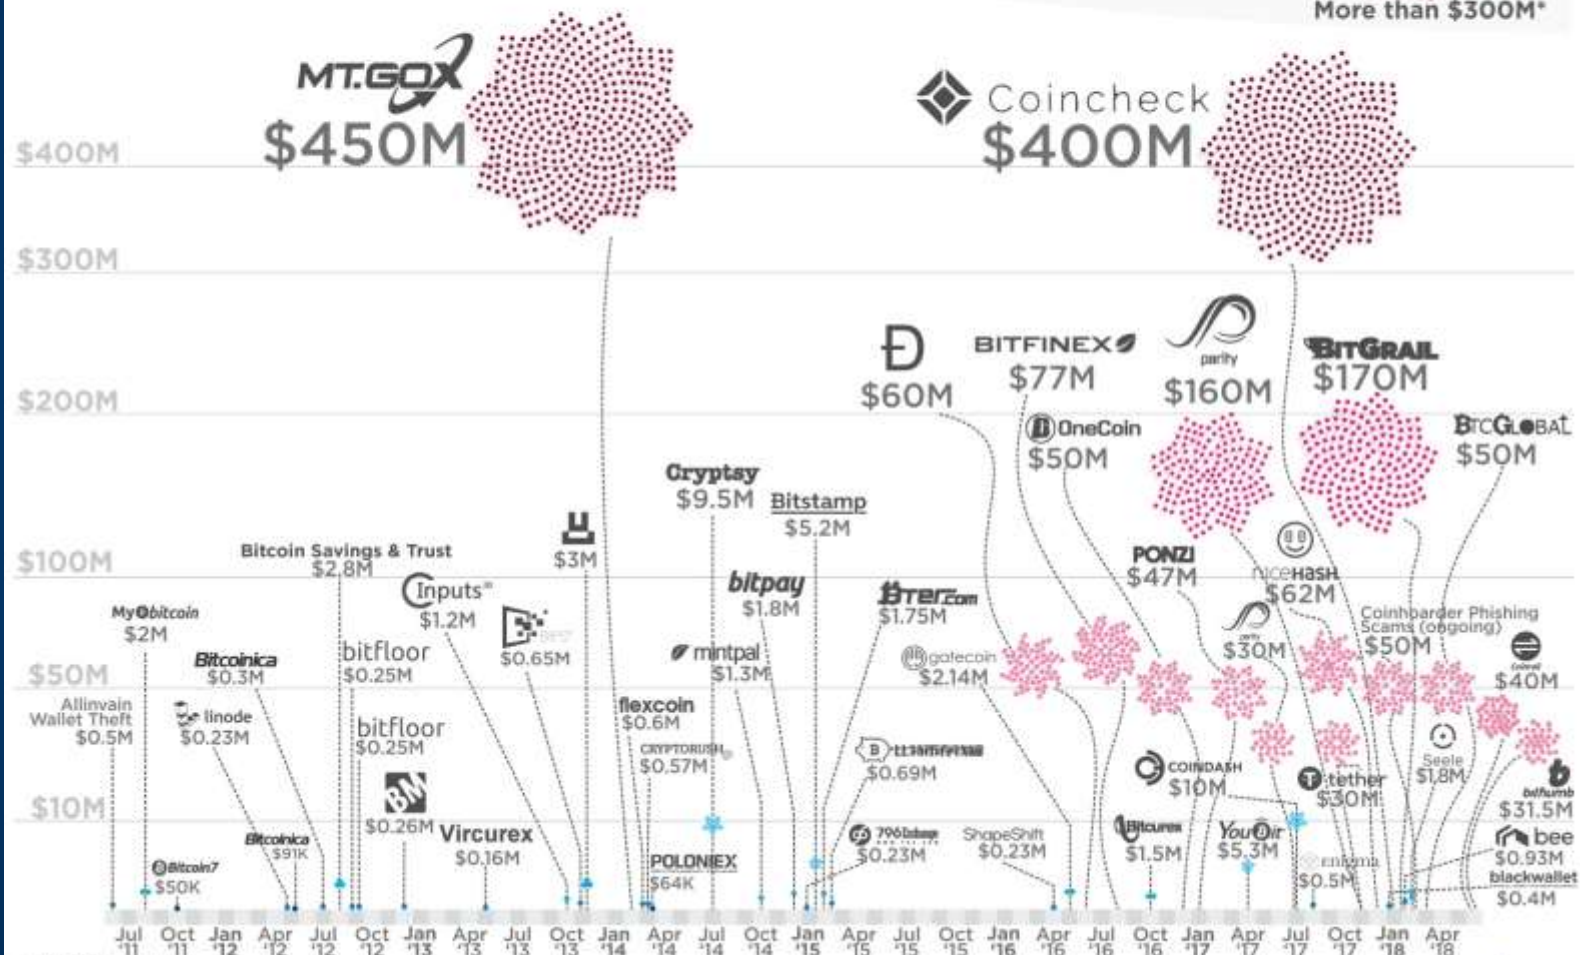 More than $300M*
MT.GOX
$450M
Coincheck
$400M
$400M
$300M
Ð
$60M
BITFINEX
$77M
parity
$160M
BITGRAIL
$170M
$200M
OneCoin
$50M
BTCGLOBAL
$50M
Cryptsy
$9.5M
Bitstamp
$5.2M
$3M
Bitcoin Savings & Trust
$2.8M
$100M
Inputs
$1.2M
bitpay
$1.8M
BTer.com
$1.75M
PONZI
$47M
niceHASH
$62M
MyBitcoin
$2M
$0.65M
parity
$30M
Coinhoarder Phishing
Scams (ongoing)
$50M
Bitcoinica
$0.3M
bitfloor
$0.25M
mintpal
$1.3M
gatecoin
$2.14M
$40M
$50M
Allinvain
Wallet Theft
$0.5M
linode
$0.23M
bitfloor
$0.25M
flexcoin
$0.6M
CRYPTORUSH
$0.57M
$0.69M
COINDASH
$10M
tether
$30M
Seele
$1.8M
bithumb
$31.5M
$10M
BM
$0.26M
Bitcoinica
$91K
Vircurex
$0.16M
Bitcoin7
$50K
POLONIEX
$64K
796
$0.23M
ShapeShift
$0.23M
Bitcurex
$1.5M
YouBit
$5.3M
enigma
$0.5M
bee
$0.93M
blackwallet
$0.4M
Jul Oct Jan Apr Jul Oct Jan Apr Jul Oct Jan Apr Jul Oct Jan Apr Jul Oct Jan Apr Jul Oct Jan Apr Jul Oct Jan Apr
'11 '11 '12 '12 '12 '12 '13 '13 '13 '13 '14 '14 '14 '14 '15 '15 '15 '15 '16 '16 '16 '16 '17 '17 '17 '17 '18 '18